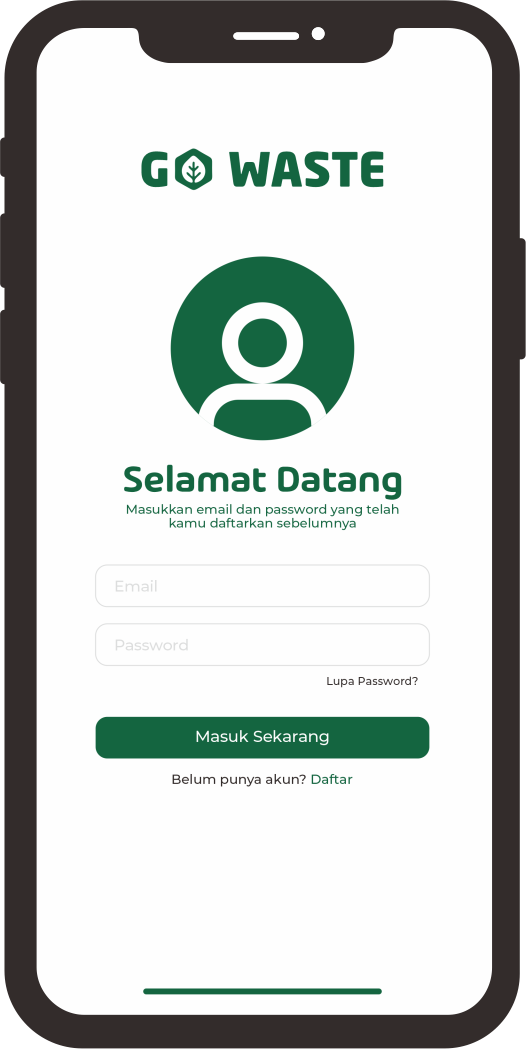 GO WASTE
Selamat Datang
Masukkan email dan password yang telah
kamu daftarkan sebelumnya
Email
Password
Lupa Password?
Masuk Sekarang
Belum punya akun? Daftar